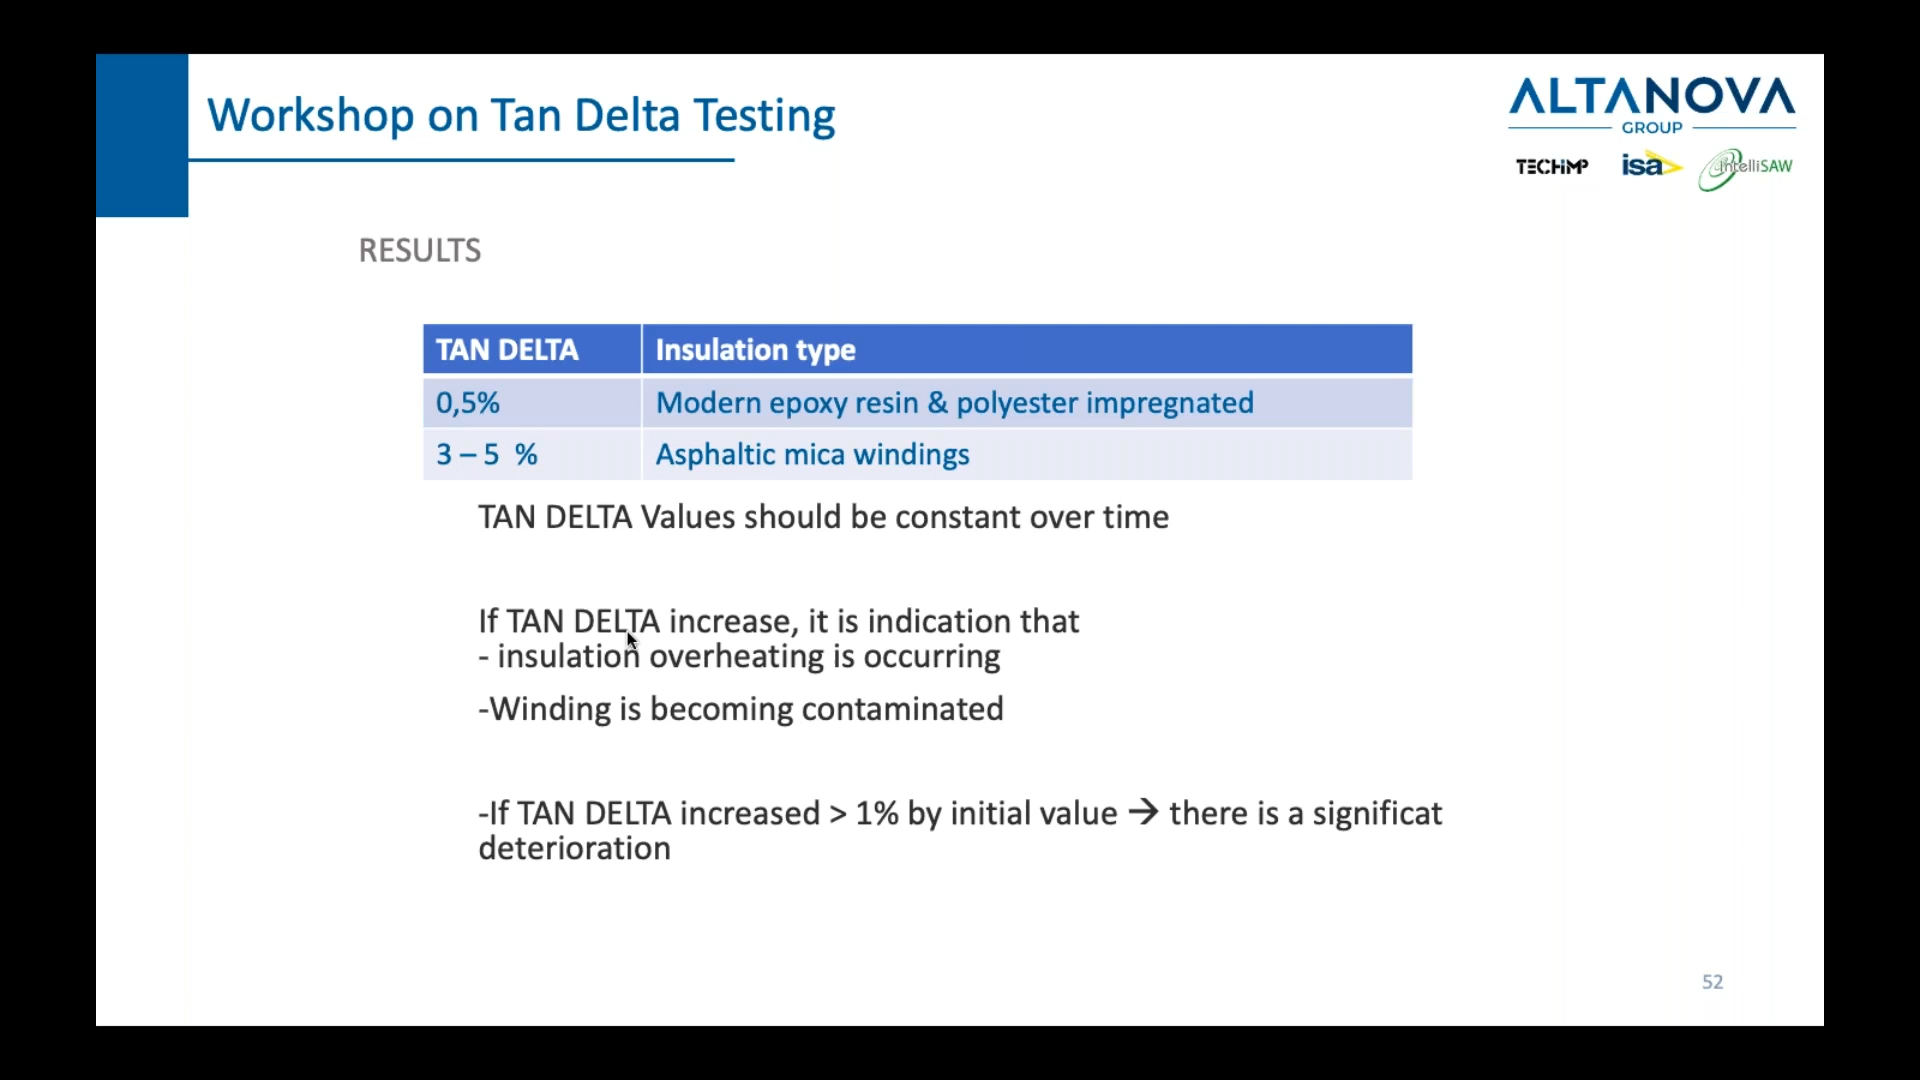 Workshop on Tan Delta Testing
ALTANOVA
GROUP
TECHIMP
isa
intelliSAW
RESULTS
TAN DELTA Insulation type
0,5% Modern epoxy resin & polyester impregnated
3 – 5 % Asphaltic mica windings
TAN DELTA Values should be constant over time
If TAN DELTA increase, it is indication that
- insulation overheating is occurring
-Winding is becoming contaminated
-If TAN DELTA increased > 1% by initial value → there is a significat
deterioration
52